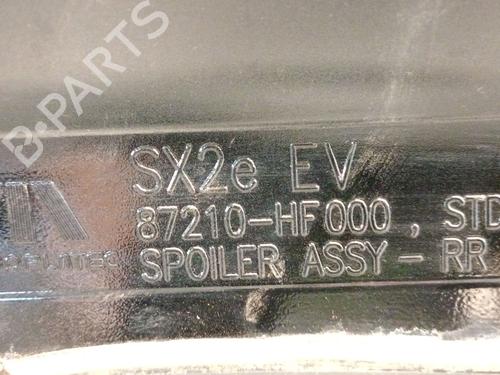 B-PARTS
SX2e EV
87210-HF000, STD
SPOILER ASSY-RR